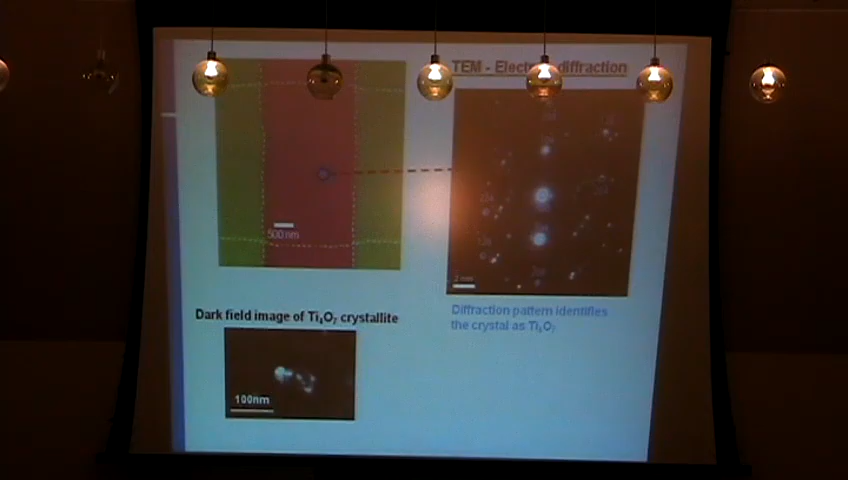 TEM - Electron diffraction
500 nm
2 nm
Diffraction pattern identifies
the crystal as Ti₄O₇
Dark field image of Ti₄O₇ crystallite
100nm